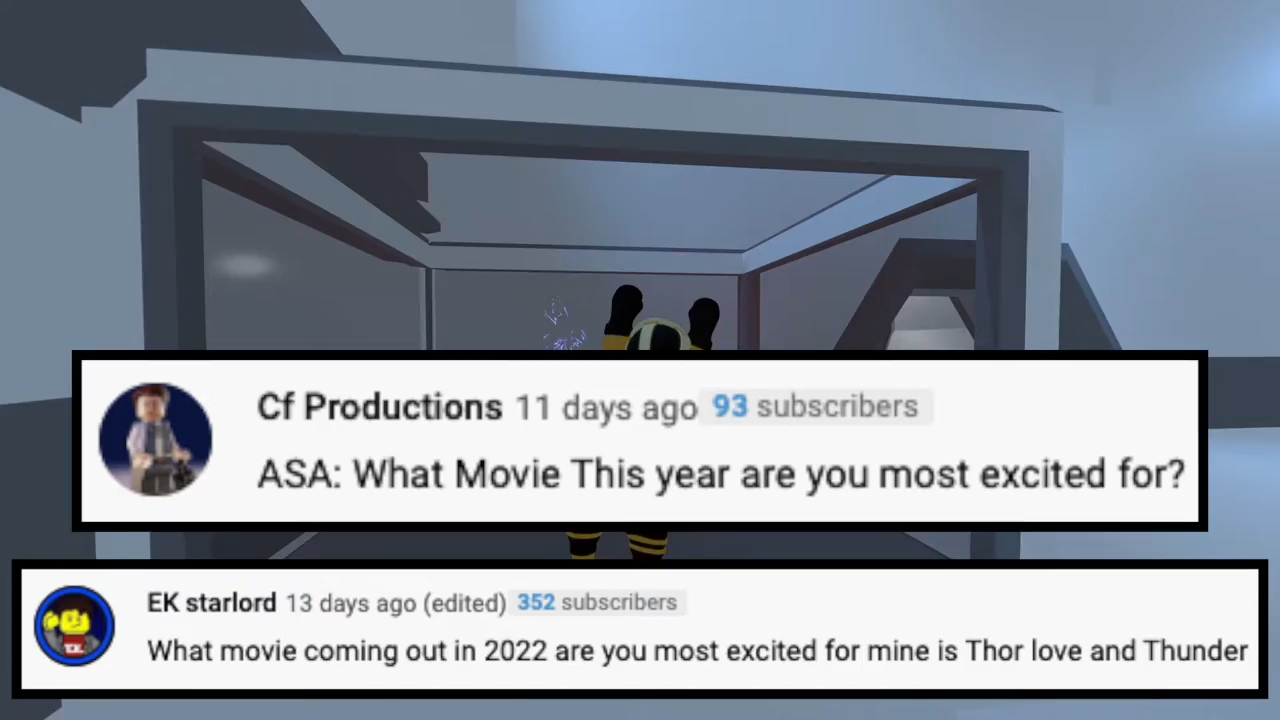 Cf Productions 11 days ago 93 subscribers
ASA: What Movie This year are you most excited for?
EK starlord 13 days ago (edited) 352 subscribers
What movie coming out in 2022 are you most excited for mine is Thor love and Thunder